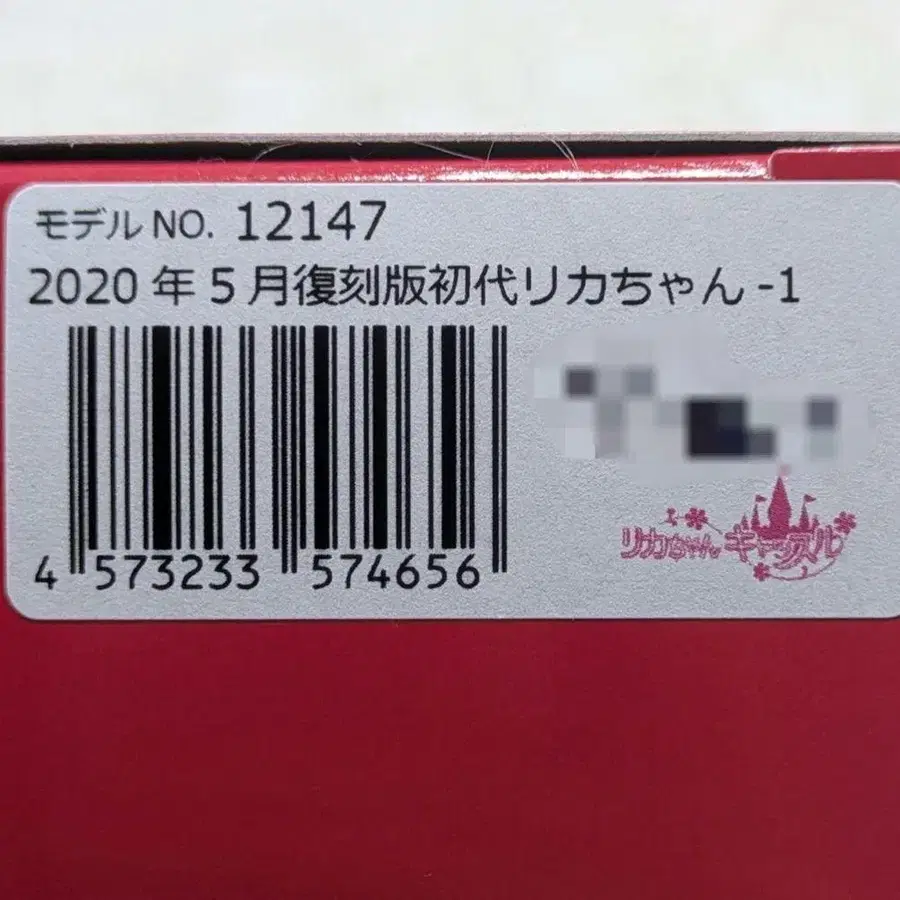 モデル NO. 12147
2020 年 5 月復刻版初代リカちゃん -1
4 573233 574656
リカちゃん キャッスル